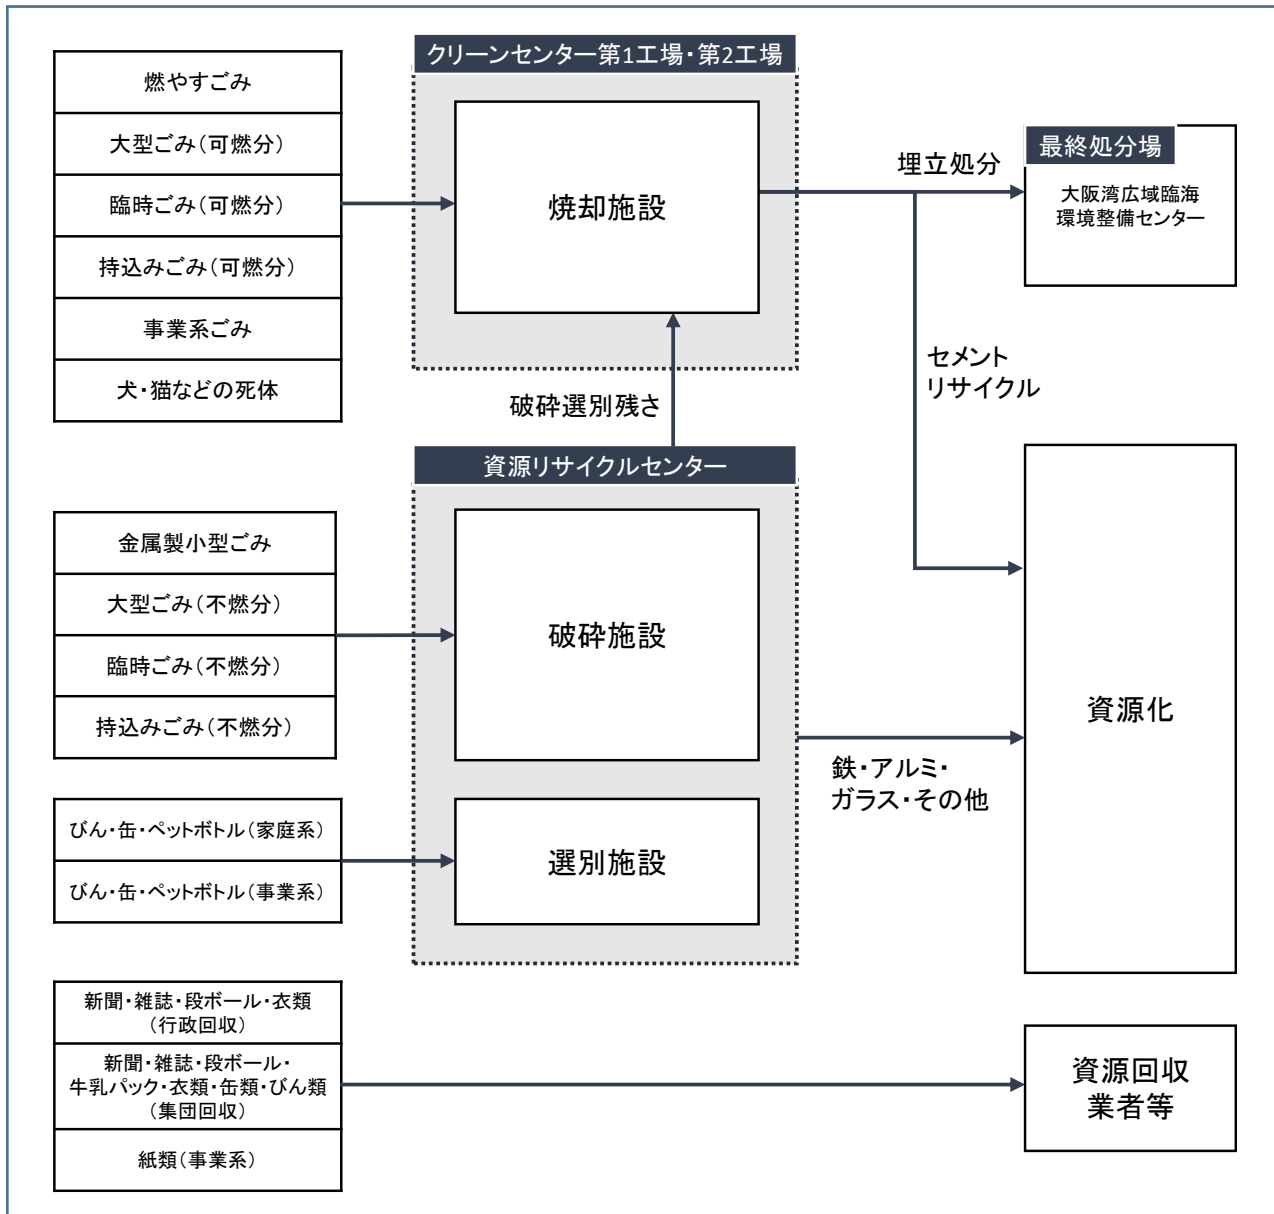 クリーンセンター第1工場・第2工場
燃やすごみ
大型ごみ（可燃分）
臨時ごみ（可燃分）
持込みごみ（可燃分）
事業系ごみ
犬・猫などの死体
焼却施設
埋立処分
最終処分場
大阪湾広域臨海
環境整備センター
セメント
リサイクル
破砕選別残さ
資源リサイクルセンター
金属製小型ごみ
大型ごみ（不燃分）
臨時ごみ（不燃分）
持込みごみ（不燃分）
破砕施設
資源化
鉄・アルミ・
ガラス・その他
びん・缶・ペットボトル（家庭系）
びん・缶・ペットボトル（事業系）
選別施設
新聞・雑誌・段ボール・衣類
（行政回収）
新聞・雑誌・段ボール・
牛乳パック・衣類・缶類・びん類
（集団回収）
紙類（事業系）
資源回収
業者等